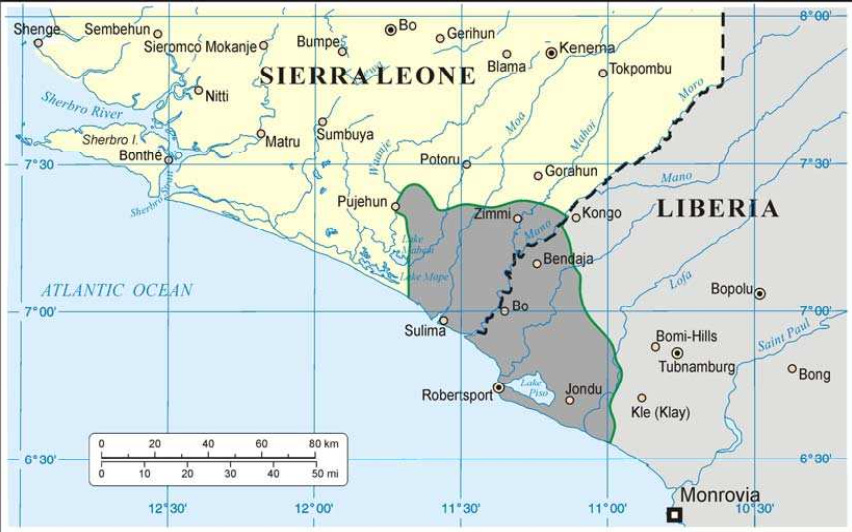 8°00'
Shenge
Sembehun
Sieromco Mokanje
Bumpe
Bo
Gerihun
Blama
Kenema
Tokpombu
SIERRA LEONE
Nitti
Sewa
Moro
Sherbro River
Sherbro I.
Bonthé
Matru
Sumbuya
Waanje
Moa
Mahoi
Potoru
Gorahun
7°30'
7°30'
Mano
Sherbro Strait
Pujehun
Zimmi
Kongo
LIBERIA
Mano
Lake
Mahai
Lake Mape
Bendaja
Lofa
ATLANTIC OCEAN
Bopolu
7°00'
7°00'
Sulima
Bo
Bomi-Hills
Saint Paul
Tubnamburg
Bong
Robertsport
Lake
Piso
Jondu
Kle (Klay)
0 20 40 60 80 km
0 10 20 30 40 50 mi
6°30'
6°30'
Monrovia
12°30'
12°00'
11°30'
11°00'
10°30'